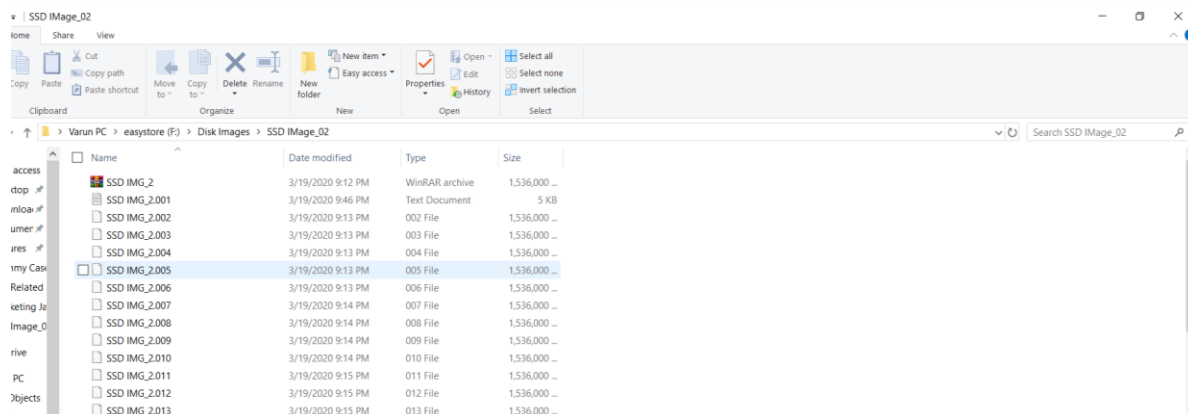 SSD IMage_02
Home Share View
Copy
Paste
Cut
Copy path
Paste shortcut
Move to
Copy to
Delete
Rename
New folder
New item
Easy access
Properties
Open
Edit
History
Select all
Select none
Invert selection
Clipboard Organize New Open Select
> Varun PC > easystore (F:) > Disk Images > SSD IMage_02 Search SSD IMage_02
Name Date modified Type Size
SSD IMG_2 3/19/2020 9:12 PM WinRAR archive 1,536,000 ...
SSD IMG_2.001 3/19/2020 9:46 PM Text Document 5 KB
SSD IMG_2.002 3/19/2020 9:13 PM 002 File 1,536,000 ...
SSD IMG_2.003 3/19/2020 9:13 PM 003 File 1,536,000 ...
SSD IMG_2.004 3/19/2020 9:13 PM 004 File 1,536,000 ...
SSD IMG_2.005 3/19/2020 9:13 PM 005 File 1,536,000 ...
SSD IMG_2.006 3/19/2020 9:13 PM 006 File 1,536,000 ...
SSD IMG_2.007 3/19/2020 9:14 PM 007 File 1,536,000 ...
SSD IMG_2.008 3/19/2020 9:14 PM 008 File 1,536,000 ...
SSD IMG_2.009 3/19/2020 9:14 PM 009 File 1,536,000 ...
SSD IMG_2.010 3/19/2020 9:14 PM 010 File 1,536,000 ...
SSD IMG_2.011 3/19/2020 9:15 PM 011 File 1,536,000 ...
SSD IMG_2.012 3/19/2020 9:15 PM 012 File 1,536,000 ...
SSD IMG_2.013 3/19/2020 9:15 PM 013 File 1,536,000 ...
access
Related
PC